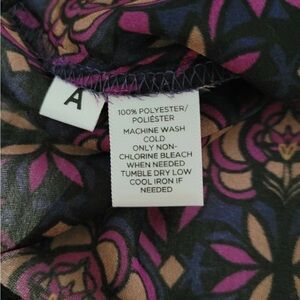 A
100% POLYESTER/
POLIÉSTER
MACHINE WASH
COLD
ONLY NON-
CHLORINE BLEACH
WHEN NEEDED
TUMBLE DRY LOW
COOL IRON IF
NEEDED